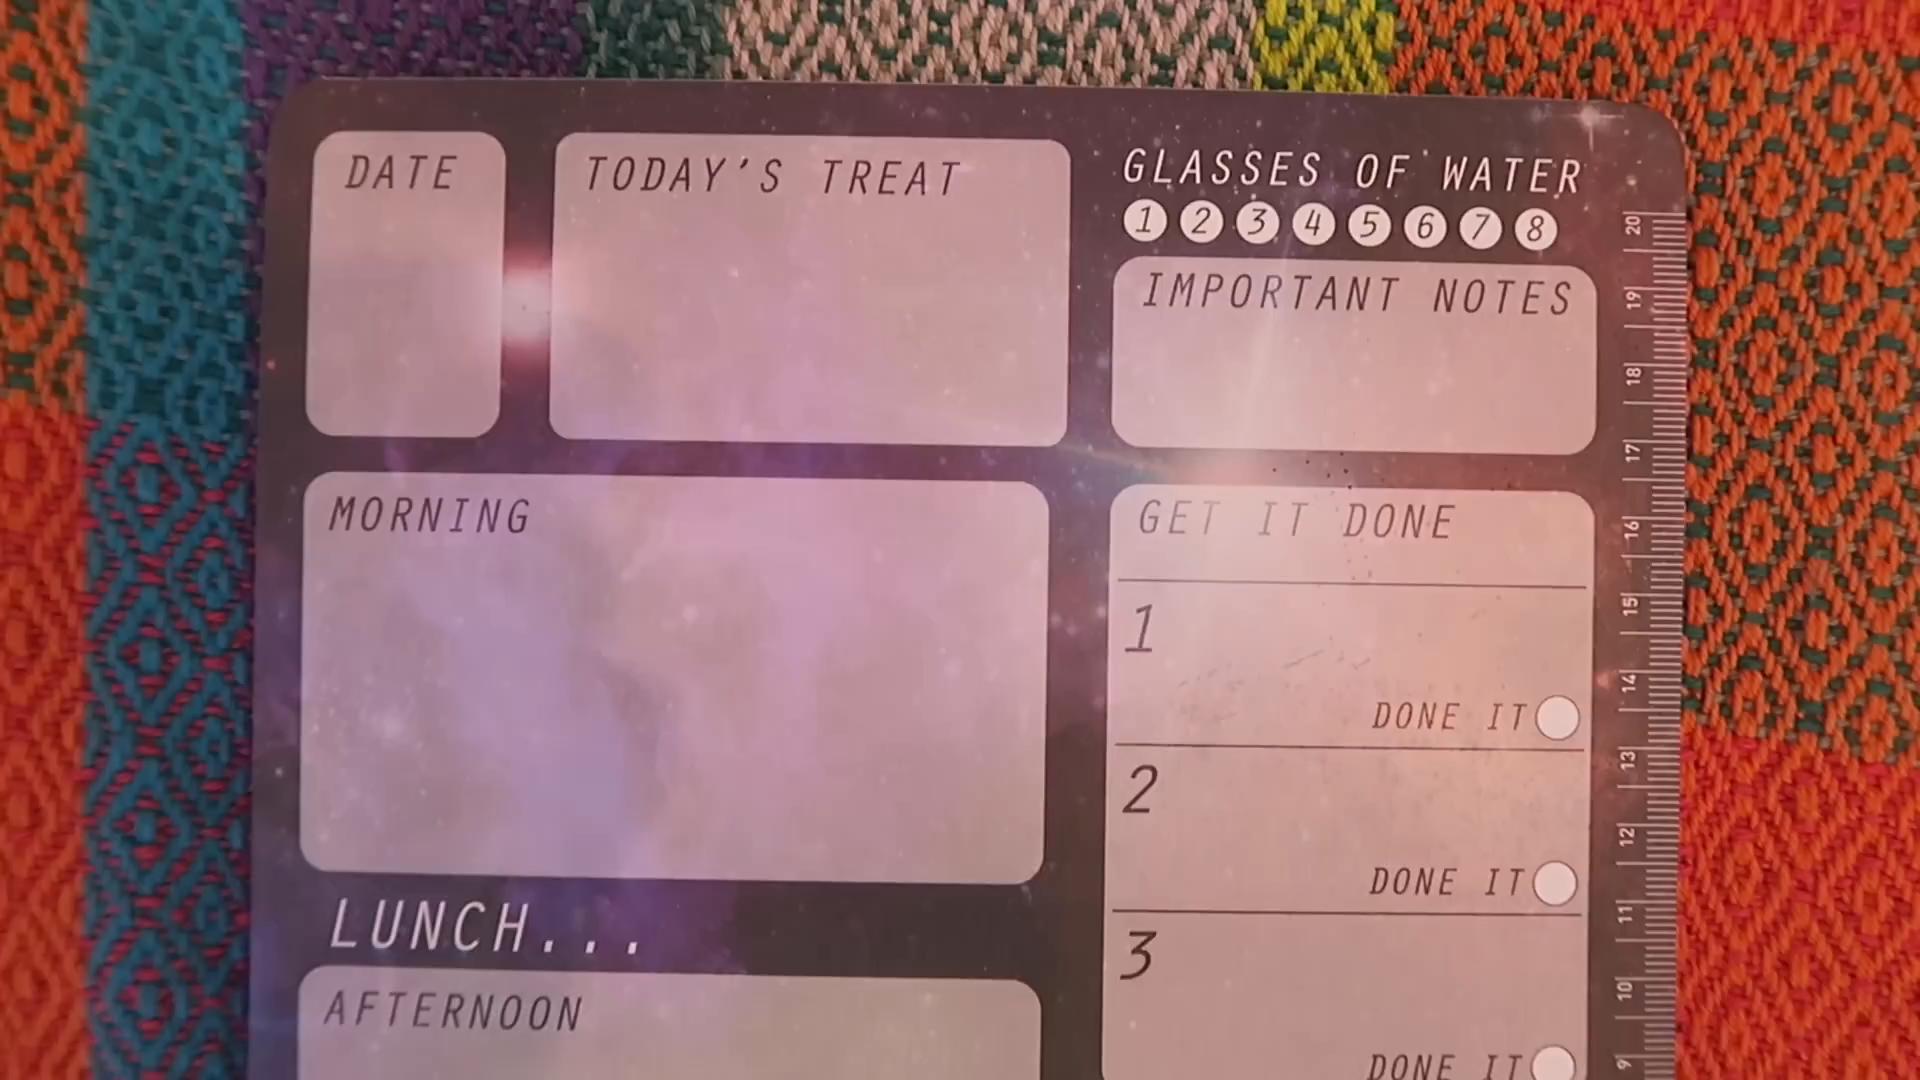 DATE
TODAY'S TREAT
GLASSES OF WATER
1 2 3 4 5 6 7 8
IMPORTANT NOTES
MORNING
GET IT DONE
1
DONE IT
2
DONE IT
3
DONE IT
LUNCH...
AFTERNOON
20
19
18
17
16
15
14
13
12
11
10
9